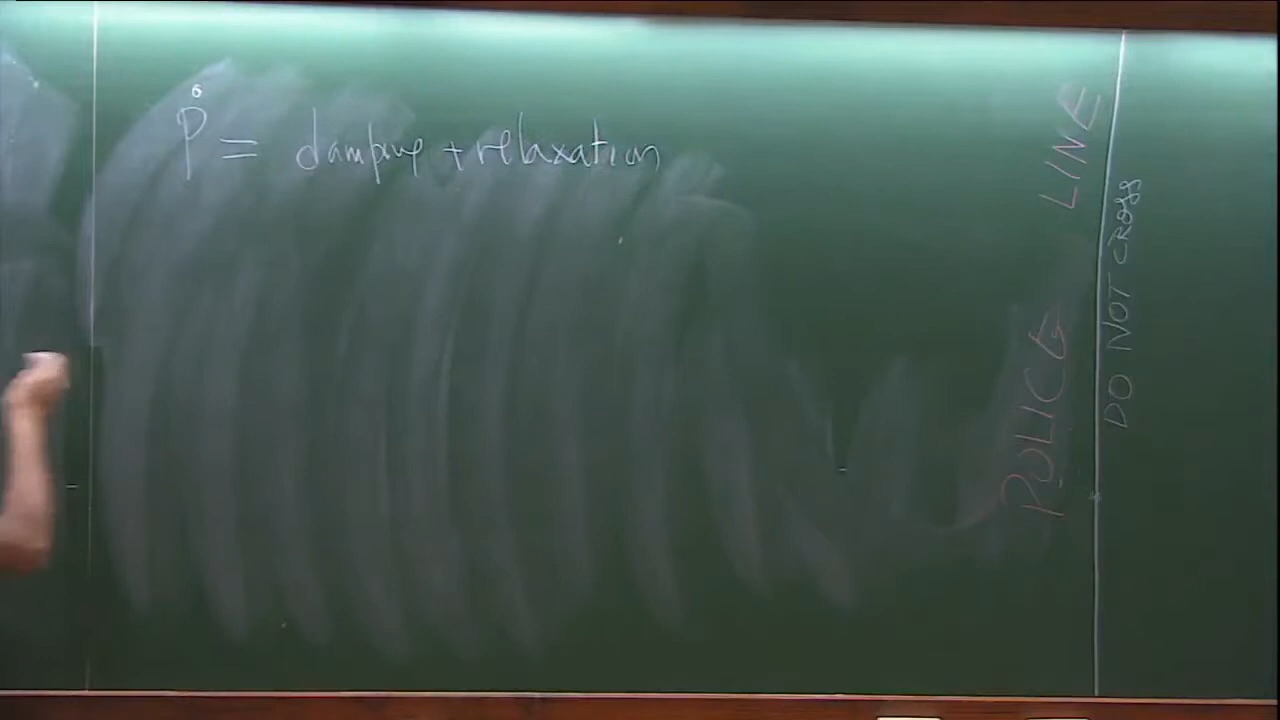 Ṗ = damping + relaxation
POLICE LINE
DO NOT CROSS